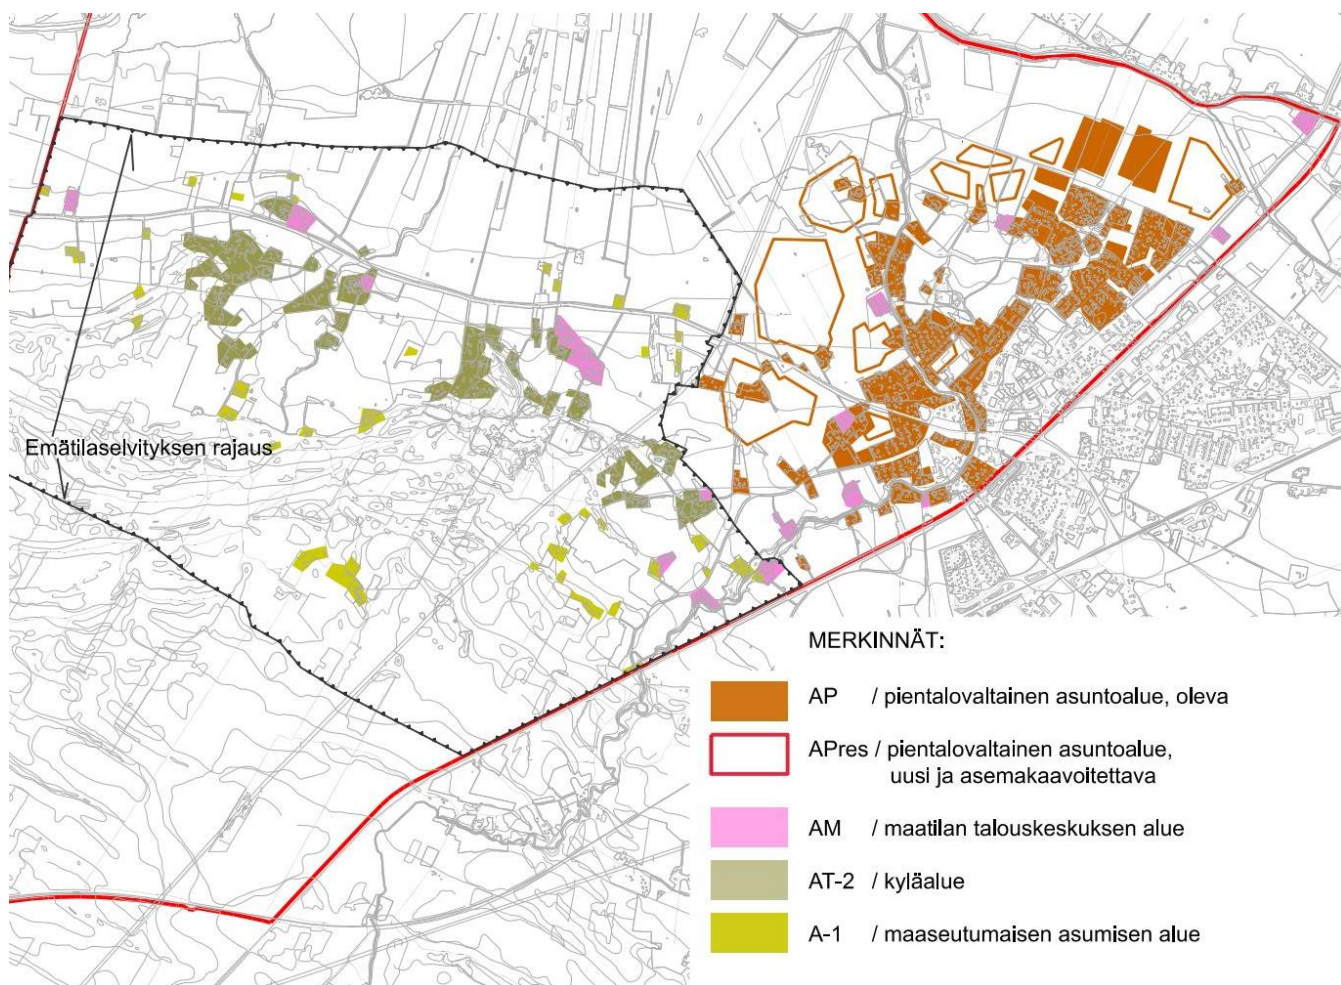 Emätilaselvityksen rajaus
MERKINNÄT:
AP / pientalovaltainen asuntoalue, oleva
APres / pientalovaltainen asuntoalue,
uusi ja asemakaavoitettava
AM / maatilan talouskeskuksen alue
AT-2 / kyläalue
A-1 / maaseutumaisen asumisen alue